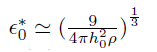 $\epsilon_0^* \simeq \left(\frac{9}{4\pi h_0^2 \rho}\right)^{\frac{1}{3}}$